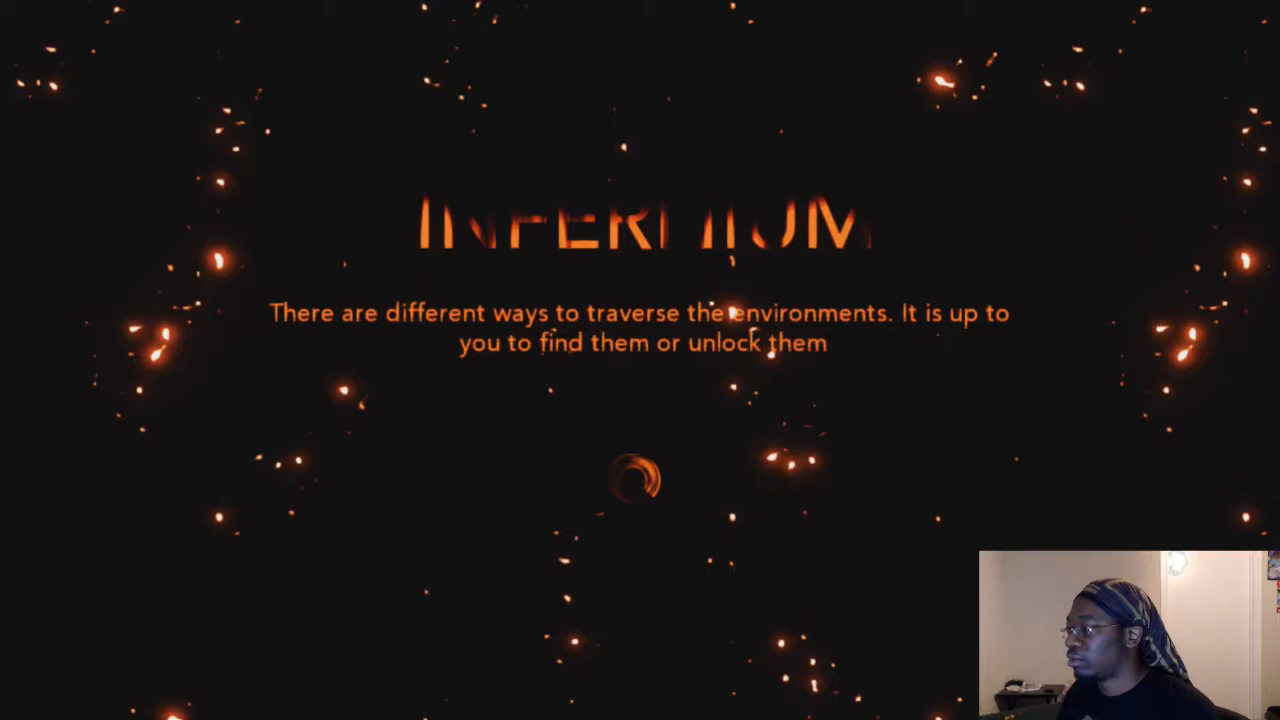 INFERNIUM
There are different ways to traverse the environments. It is up to
you to find them or unlock them